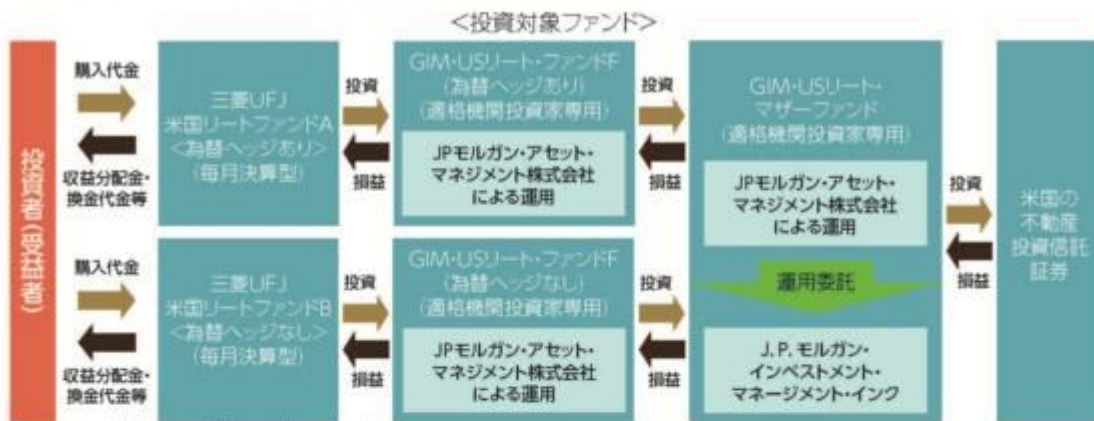 <投資対象ファンド>
投資者(受益者)
購入代金
収益分配金・
換金代金等
三菱UFJ
米国リートファンドA
<為替ヘッジあり>
(毎月決算型)
投資
損益
GIM・USリート・ファンドF
(為替ヘッジあり)
(適格機関投資家専用)
JPモルガン・アセット・
マネジメント株式会社
による運用
投資
損益
購入代金
収益分配金・
換金代金等
三菱UFJ
米国リートファンドB
<為替ヘッジなし>
(毎月決算型)
投資
損益
GIM・USリート・ファンドF
(為替ヘッジなし)
(適格機関投資家専用)
JPモルガン・アセット・
マネジメント株式会社
による運用
投資
損益
GIM・USリート・
マザーファンド
(適格機関投資家専用)
JPモルガン・アセット・
マネジメント株式会社
による運用
運用委託
J.P.モルガン・
インベストメント・
マネージメント・インク
投資
損益
米国の
不動産
投資信託
証券